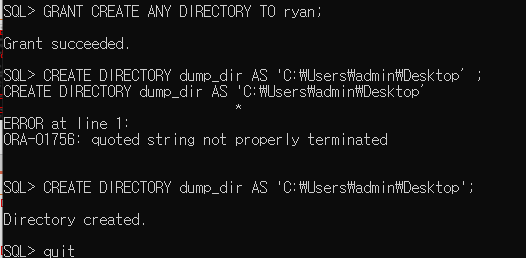 SQL> GRANT CREATE ANY DIRECTORY TO ryan;
Grant succeeded.
SQL> CREATE DIRECTORY dump_dir AS 'C:₩Users₩admin₩Desktop´ ;
CREATE DIRECTORY dump_dir AS 'C:₩Users₩admin₩Desktop´
*
ERROR at line 1:
ORA-01756: quoted string not properly terminated
SQL> CREATE DIRECTORY dump_dir AS 'C:₩Users₩admin₩Desktop';
Directory created.
SQL> quit